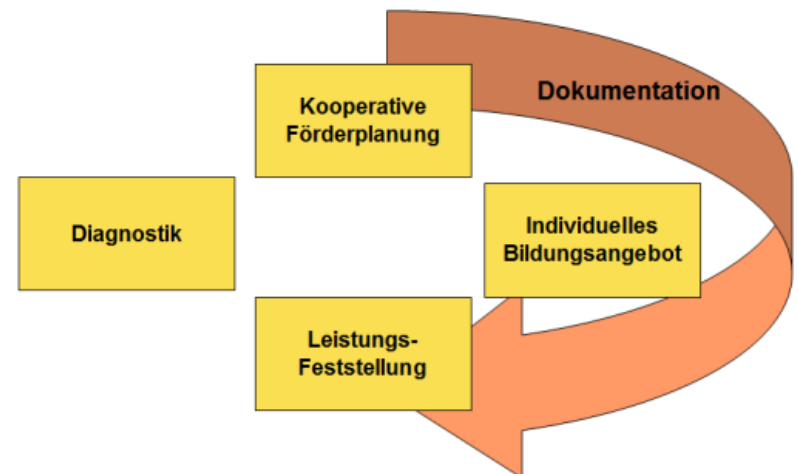 Kooperative
Förderplanung
Dokumentation
Diagnostik
Individuelles
Bildungsangebot
Leistungs-
Feststellung